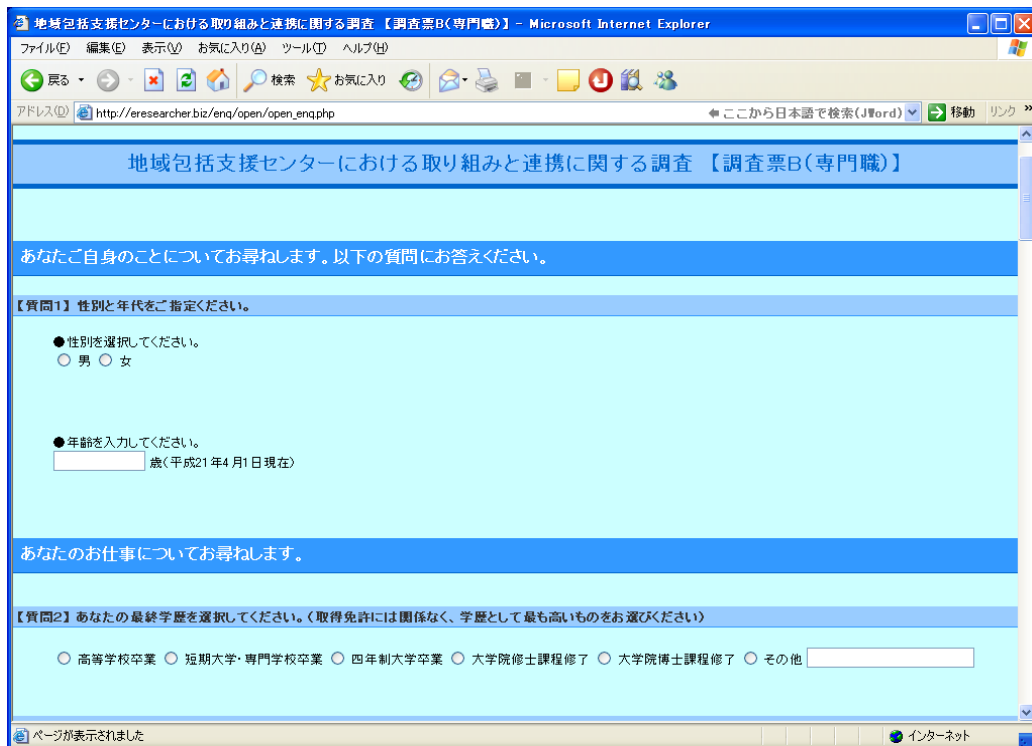 地域包括支援センターにおける取り組みと連携に関する調査 【調査票B(専門職)】 - Microsoft Internet Explorer
ファイル(F) 編集(E) 表示(V) お気に入り(A) ツール(T) ヘルプ(H)
戻る 検索 お気に入り
アドレス(D) http://eresearcher.biz/enq/open/open_enq.php ここから日本語で検索(JWord) 移動 リンク »
地域包括支援センターにおける取り組みと連携に関する調査 【調査票B(専門職)】
あなたご自身のことについてお尋ねします。以下の質問にお答えください。
【質問1】性別と年代をご指定ください。
●性別を選択してください。
男 女
●年齢を入力してください。
歳(平成21年4月1日現在)
あなたのお仕事についてお尋ねします。
【質問2】あなたの最終学歴を選択してください。(取得免許には関係なく、学歴として最も高いものをお選びください)
高等学校卒業 短期大学・専門学校卒業 四年制大学卒業 大学院修士課程修了 大学院博士課程修了 その他
ページが表示されました インターネット